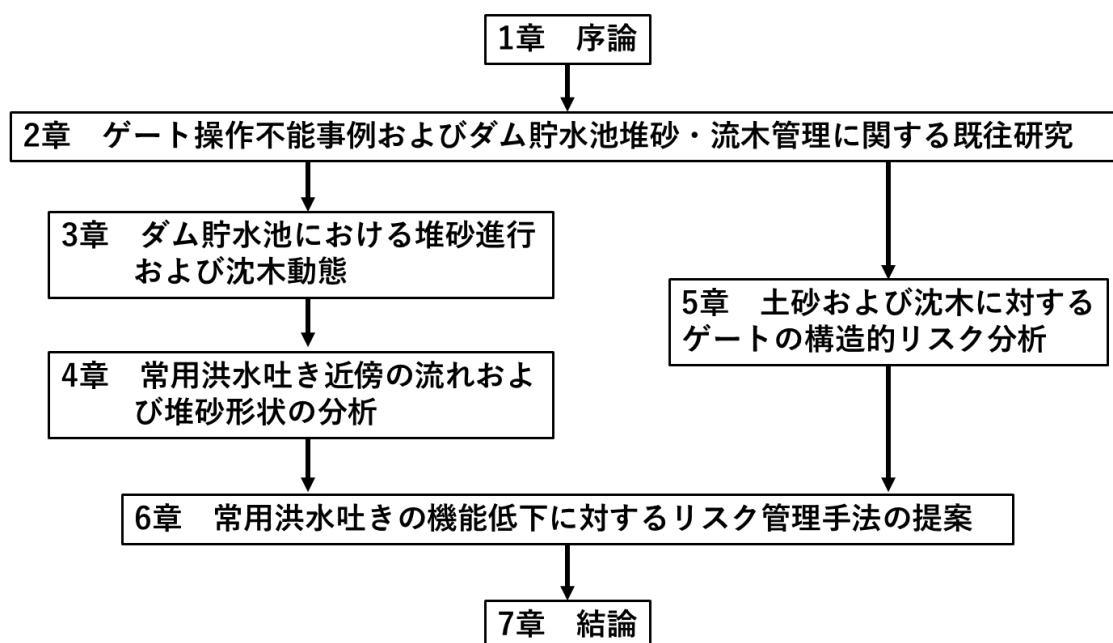 1章　序論
2章　ゲート操作不能事例およびダム貯水池堆砂・流木管理に関する既往研究
3章　ダム貯水池における堆砂進行
および沈木動態
4章　常用洪水吐き近傍の流れおよ
び堆砂形状の分析
5章　土砂および沈木に対する
ゲートの構造的リスク分析
6章　常用洪水吐きの機能低下に対するリスク管理手法の提案
7章　結論